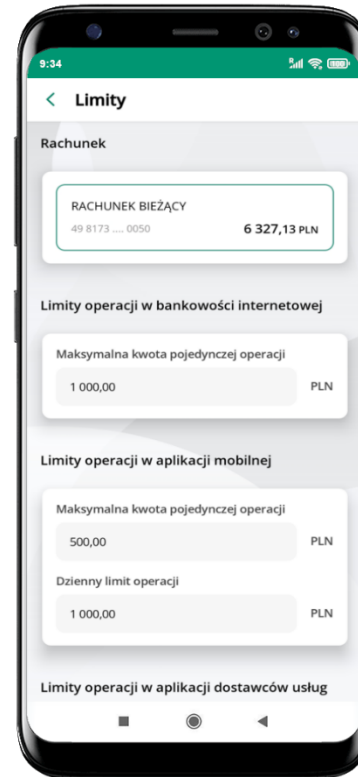 9:34
Limity
Rachunek
RACHUNEK BIEŻĄCY
49 8173 .... 0050
6 327,13 PLN
Limity operacji w bankowości internetowej
Maksymalna kwota pojedynczej operacji
1 000,00 PLN
Limity operacji w aplikacji mobilnej
Maksymalna kwota pojedynczej operacji
500,00 PLN
Dzienny limit operacji
1 000,00 PLN
Limity operacji w aplikacji dostawców usług